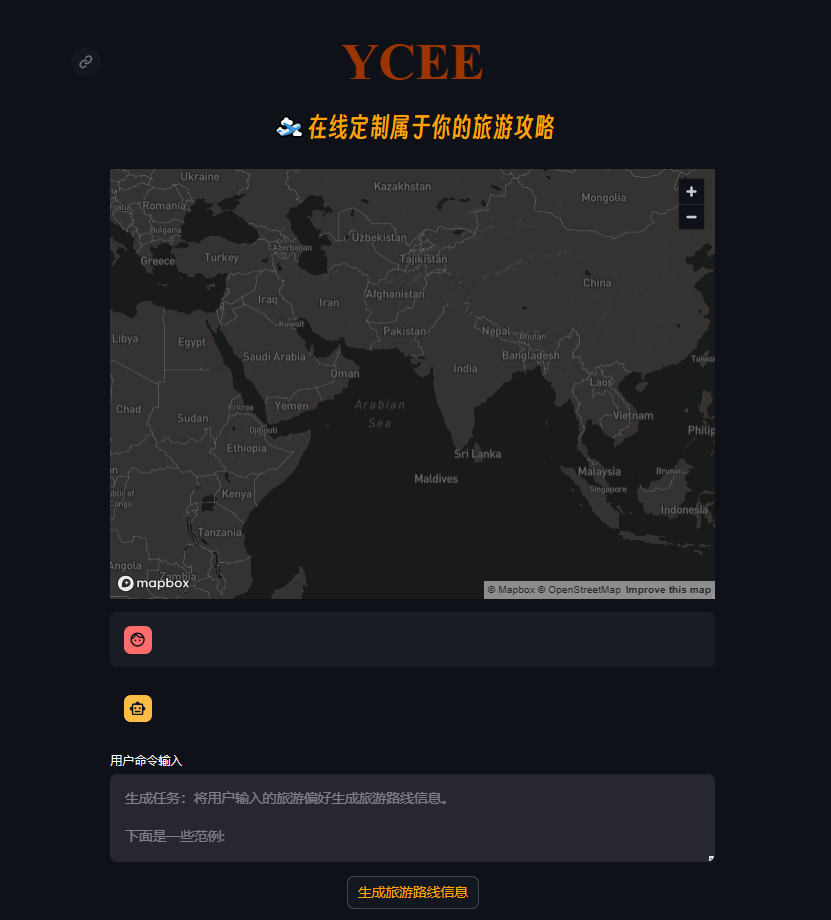 YCEE
在线定制属于你的旅游攻略
Ukraine
Kazakhstan
Mongolia
Romania
Bulgaria
Uzbekistan
Azerbaijan
Greece
Turkey
Tajikistan
China
Iraq
Iran
Afghanistan
Kuwait
Pakistan
Nepal
Bhutan
Libya
Egypt
Saudi Arabia
Bangladesh
Oman
India
Laos
Chad
Sudan
Eritrea
Yemen
Arabian
Sea
Vietnam
Djibouti
Philip
Ethiopia
Sri Lanka
Maldives
Malaysia
Brunei
Kenya
Singapore
Congo
Indonesia
Tanzania
Angola
Zambia
mapbox
© Mapbox © OpenStreetMap Improve this map
用户命令输入
生成任务：将用户输入的旅游偏好生成旅游路线信息。
下面是一些范例:
生成旅游路线信息